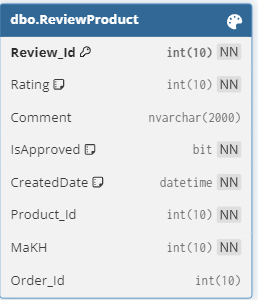 dbo.ReviewProduct
Review_Id int(10) NN
Rating int(10) NN
Comment nvarchar(2000)
IsApproved bit NN
CreatedDate datetime NN
Product_Id int(10) NN
MaKH int(10) NN
Order_Id int(10)